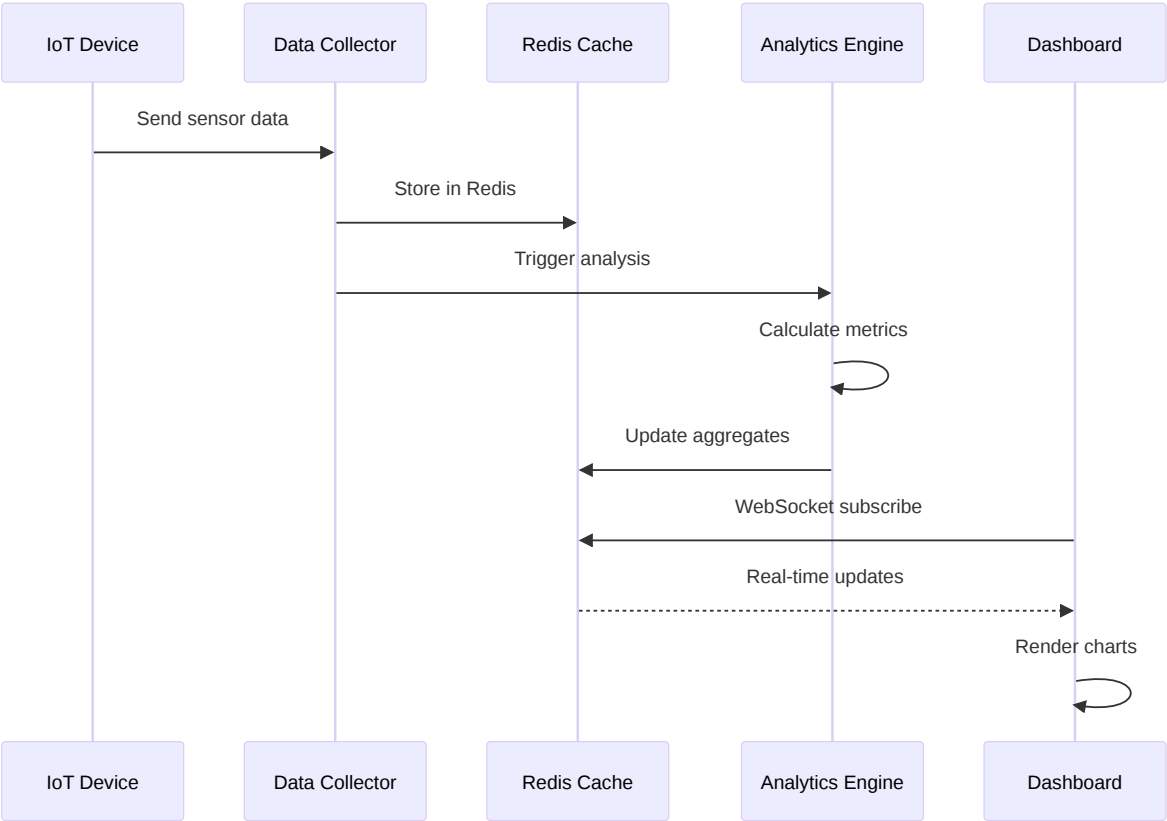 IoT Device
Data Collector
Redis Cache
Analytics Engine
Dashboard
Send sensor data
Store in Redis
Trigger analysis
Calculate metrics
Update aggregates
WebSocket subscribe
Real-time updates
Render charts
IoT Device
Data Collector
Redis Cache
Analytics Engine
Dashboard